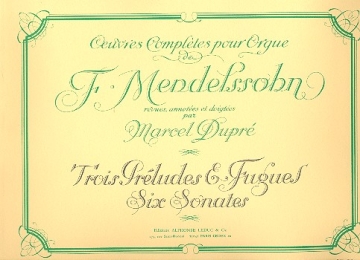 Oeuvres Complètes pour Orgue
de
F. Mendelssohn
revues, annotées et doigtées
par
Marcel Dupré
Trois Préludes & Fugues
Six Sonates
Editions ALPHONSE LEDUC & Cie